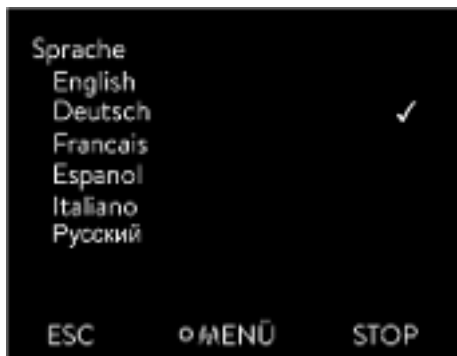 Sprache
English
Deutsch ✓
Francais
Espanol
Italiano
Русский
ESC MENÜ STOP